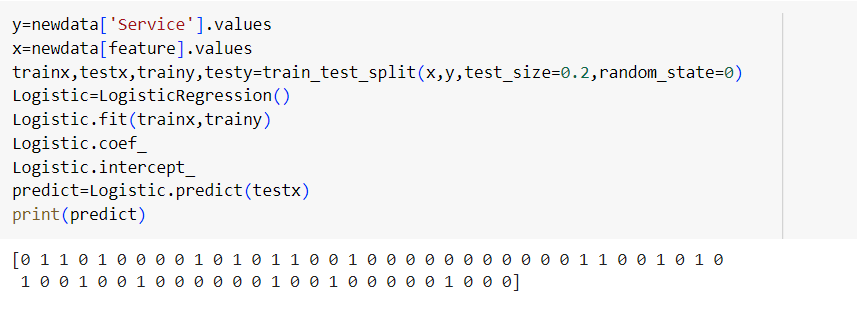 y=newdata['Service'].values
x=newdata[feature].values
trainx,testx,trainy,testy=train_test_split(x,y,test_size=0.2,random_state=0)
Logistic=LogisticRegression()
Logistic.fit(trainx,trainy)
Logistic.coef_
Logistic.intercept_
predict=Logistic.predict(testx)
print(predict)
[0 1 1 0 1 0 0 0 0 1 0 1 0 1 1 0 0 1 0 0 0 0 0 0 0 0 0 0 0 1 1 0 0 1 0 1 0
1 0 0 1 0 0 1 0 0 0 0 0 0 1 0 0 1 0 0 0 0 0 1 0 0 0]